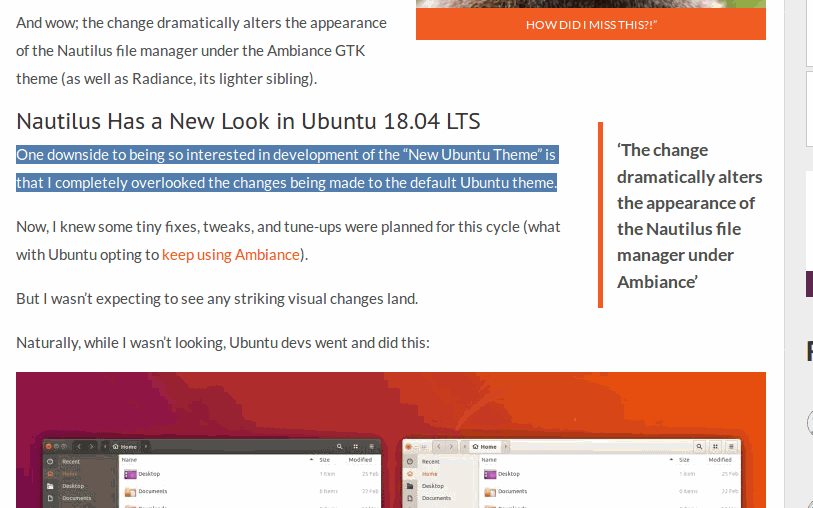 And wow; the change dramatically alters the appearance
of the Nautilus file manager under the Ambiance GTK
theme (as well as Radiance, its lighter sibling).
HOW DID I MISS THIS?!”
Nautilus Has a New Look in Ubuntu 18.04 LTS
One downside to being so interested in development of the “New Ubuntu Theme” is
that I completely overlooked the changes being made to the default Ubuntu theme.
‘The change
dramatically alters
the appearance of
the Nautilus file
manager under
Ambiance’
Now, I knew some tiny fixes, tweaks, and tune-ups were planned for this cycle (what
with Ubuntu opting to keep using Ambiance).
But I wasn’t expecting to see any striking visual changes land.
Naturally, while I wasn’t looking, Ubuntu devs went and did this:
Home
Recent
Home
Desktop
Documents
Name Size Modified
Desktop 1 item 25 Feb
Documents 0 items 22 Feb
Home
Recent
Home
Desktop
Documents
Name Size Modified
Desktop 1 item 25 Feb
Documents 0 items 22 Feb